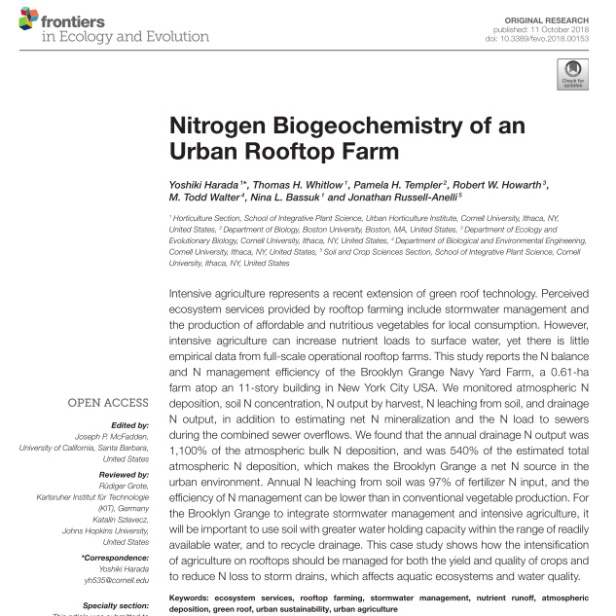 frontiers
in Ecology and Evolution
ORIGINAL RESEARCH
published: 11 October 2018
doi: 10.3389/fevo.2018.00153
Check for
updates
Nitrogen Biogeochemistry of an
Urban Rooftop Farm
Yoshiki Harada 1*, Thomas H. Whitlow 1, Pamela H. Templer 2, Robert W. Howarth 3,
M. Todd Walter 4, Nina L. Bassuk 1 and Jonathan Russell-Anelli 5
1 Horticulture Section, School of Integrative Plant Science, Urban Horticulture Institute, Cornell University, Ithaca, NY,
United States, 2 Department of Biology, Boston University, Boston, MA, United States, 3 Department of Ecology and
Evolutionary Biology, Cornell University, Ithaca, NY, United States, 4 Department of Biological and Environmental Engineering,
Cornell University, Ithaca, NY, United States, 5 Soil and Crop Sciences Section, School of Integrative Plant Science, Cornell
University, Ithaca, NY, United States
Intensive agriculture represents a recent extension of green roof technology. Perceived
ecosystem services provided by rooftop farming include stormwater management and
the production of affordable and nutritious vegetables for local consumption. However,
intensive agriculture can increase nutrient loads to surface water, yet there is little
empirical data from full-scale operational rooftop farms. This study reports the N balance
and N management efficiency of the Brooklyn Grange Navy Yard Farm, a 0.61-ha
farm atop an 11-story building in New York City USA. We monitored atmospheric N
deposition, soil N concentration, N output by harvest, N leaching from soil, and drainage
N output, in addition to estimating net N mineralization and the N load to sewers
during the combined sewer overflows. We found that the annual drainage N output was
1,100% of the atmospheric bulk N deposition, and was 540% of the estimated total
atmospheric N deposition, which makes the Brooklyn Grange a net N source in the
urban environment. Annual N leaching from soil was 97% of fertilizer N input, and the
efficiency of N management can be lower than in conventional vegetable production. For
the Brooklyn Grange to integrate stormwater management and intensive agriculture, it
will be important to use soil with greater water holding capacity within the range of readily
available water, and to recycle drainage. This case study shows how the intensification
of agriculture on rooftops should be managed for both the yield and quality of crops and
to reduce N loss to storm drains, which affects aquatic ecosystems and water quality.
Keywords: ecosystem services, rooftop farming, stormwater management, nutrient runoff, atmospheric
deposition, green roof, urban sustainability, urban agriculture
OPEN ACCESS
Edited by:
Joseph P. McFadden,
University of California, Santa Barbara,
United States
Reviewed by:
Rüdiger Grote,
Karlsruher Institut für Technologie
(KIT), Germany
Katalin Szlavecz,
Johns Hopkins University,
United States
*Correspondence:
Yoshiki Harada
yh535@cornell.edu
Specialty section:
This article was submitted to